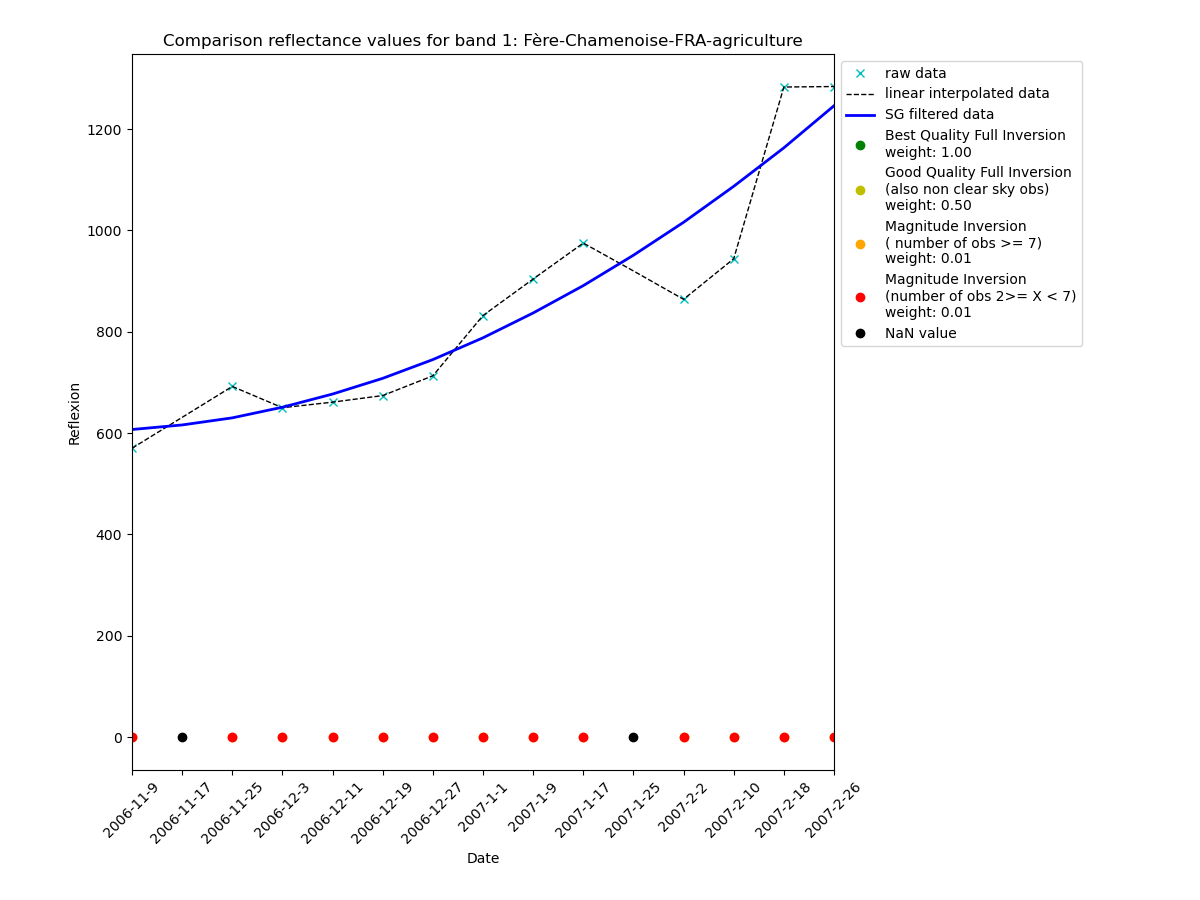 Comparison reflectance values for band 1: Fère-Chamenoise-FRA-agriculture
raw data
linear interpolated data
SG filtered data
Best Quality Full Inversion
weight: 1.00
Good Quality Full Inversion
(also non clear sky obs)
weight: 0.50
Magnitude Inversion
( number of obs >= 7)
weight: 0.01
Magnitude Inversion
(number of obs 2>= X < 7)
weight: 0.01
NaN value
Reflexion
1200
1000
800
600
400
200
0
2006-11-9
2006-11-17
2006-11-25
2006-12-3
2006-12-11
2006-12-19
2006-12-27
2007-1-1
2007-1-9
2007-1-17
2007-1-25
2007-2-2
2007-2-10
2007-2-18
2007-2-26
Date